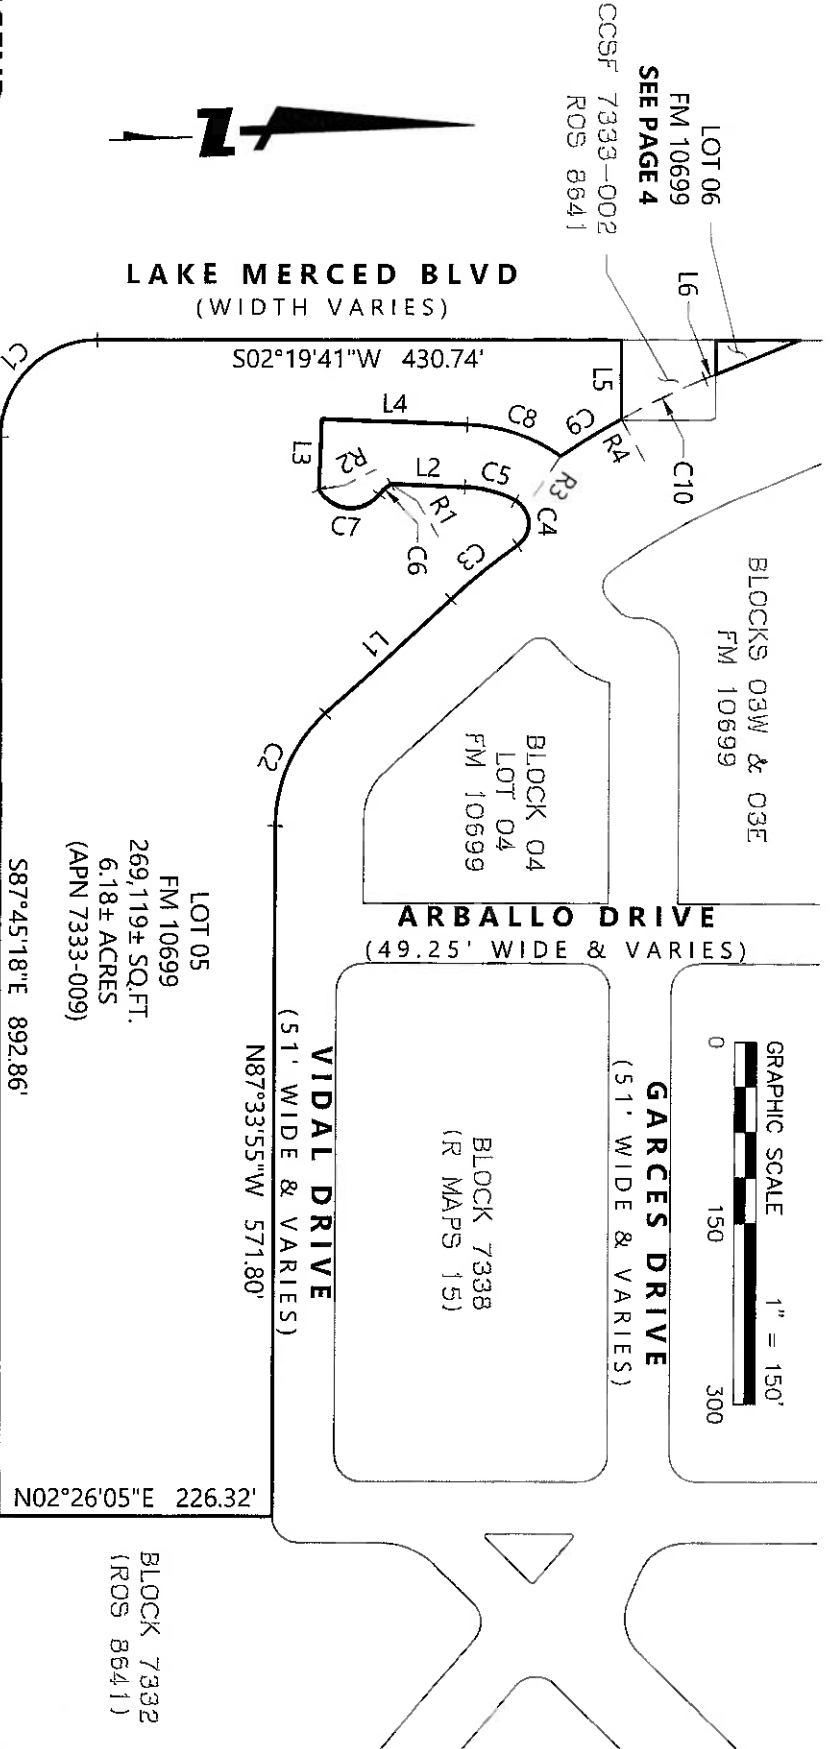 LOT 06
FM 10699
SEE PAGE 4
CCSF 7333-002
ROS 8641
L6
LAKE MERCED BLVD
(WIDTH VARIES)
S02°19'41"W 430.74'
L5
R4
C10
C9
C8
R3
L4
L3
R2
L2
C5
R1
C4
C7
C6
C3
L1
C2
C1
BLOCKS 03W & 03E
FM 10699
BLOCK 04
LOT 04
FM 10699
ARBALLO DRIVE
(49.25' WIDE & VARIES)
GRAPHIC SCALE
1" = 150'
0
150
300
GARCES DRIVE
(51' WIDE & VARIES)
BLOCK 7338
(R MAPS 15)
VIDAL DRIVE
(51' WIDE & VARIES)
N87°33'55"W 571.80'
LOT 05
FM 10699
269,119± SQ.FT.
6.18± ACRES
(APN 7333-009)
S87°45'18"E 892.86'
N02°26'05"E 226.32'
BLOCK 7332
(ROS 8641)